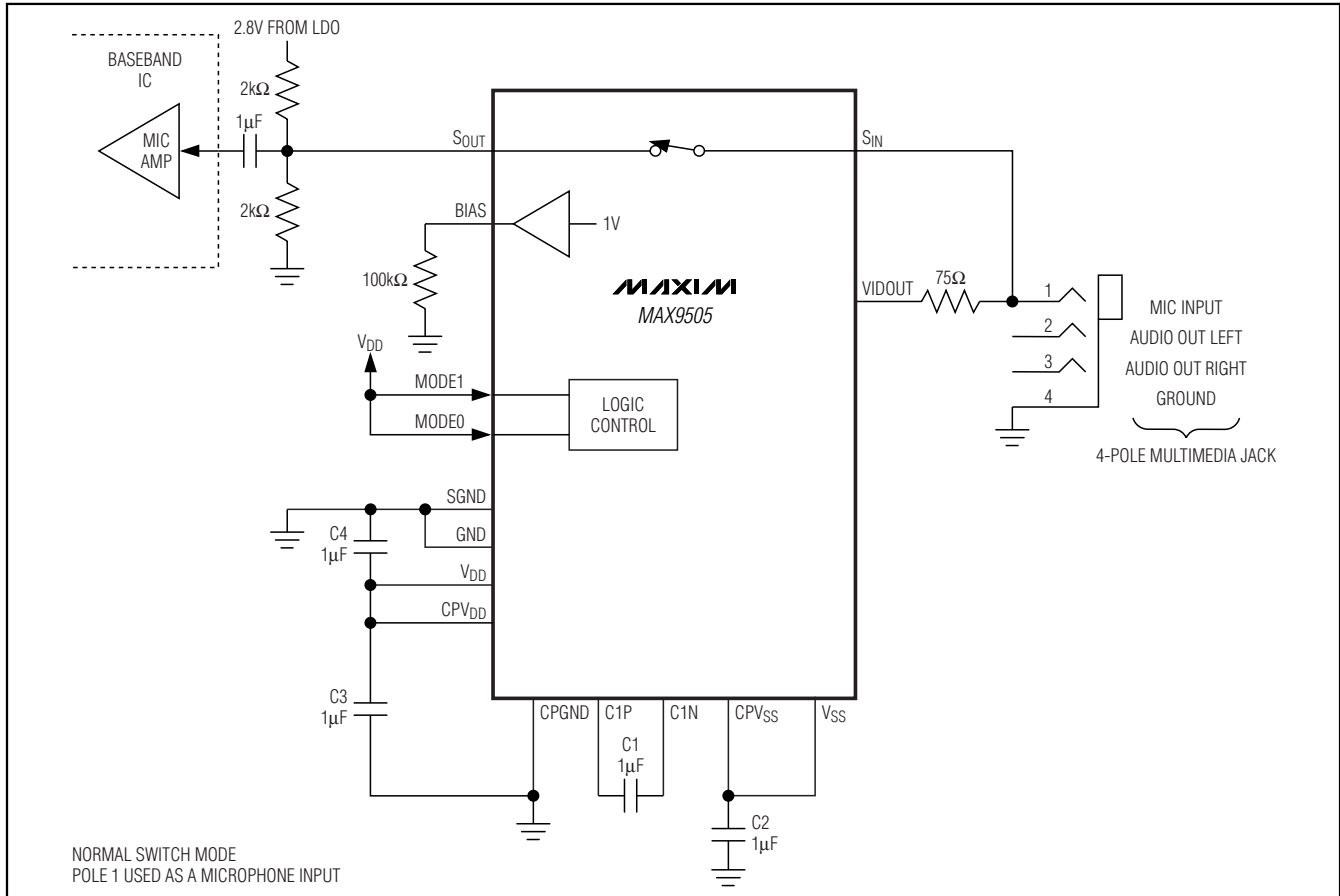 2.8V FROM LDO
BASEBAND
IC
2kΩ
1µF
MIC
AMP
2kΩ
SOUT
SIN
BIAS
1V
100kΩ
MAXIM
MAX9505
VIDOUT
75Ω
1
2
3
4
MIC INPUT
AUDIO OUT LEFT
AUDIO OUT RIGHT
GROUND
4-POLE MULTIMEDIA JACK
VDD
MODE1
MODE0
LOGIC
CONTROL
SGND
GND
C4
1µF
VDD
CPVDD
C3
1µF
CPGND
C1P
C1N
CPVSS
VSS
C1
1µF
C2
1µF
NORMAL SWITCH MODE
POLE 1 USED AS A MICROPHONE INPUT